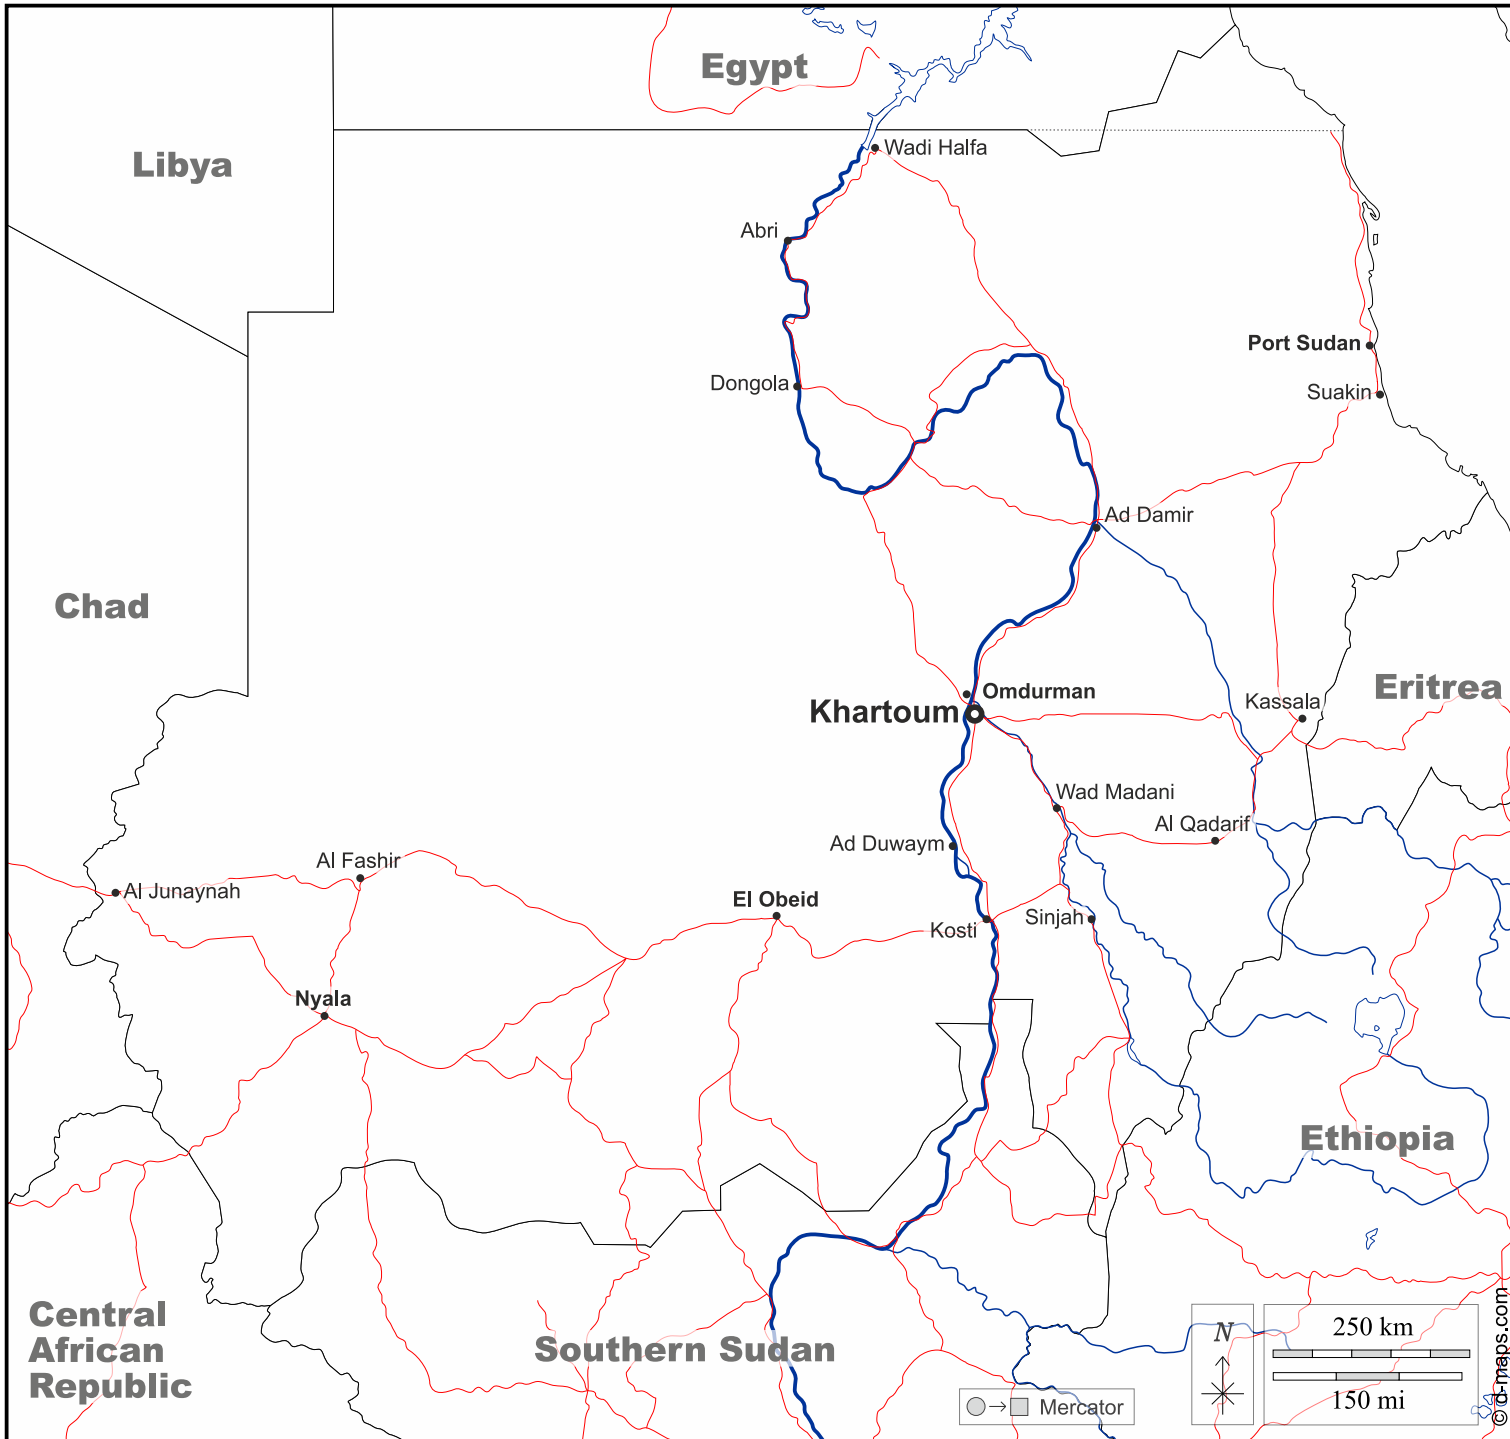 Egypt
Libya
Wadi Halfa
Abri
Port Sudan
Dongola
Suakin
Ad Damir
Chad
Eritrea
Omdurman
Kassala
Khartoum
Wad Madani
Al Qadarif
Ad Duwaym
Al Fashir
Al Junaynah
El Obeid
Kosti
Sinjah
Nyala
Ethiopia
Central
African
Republic
Southern Sudan
N
250 km
150 mi
Mercator
© d-maps.com